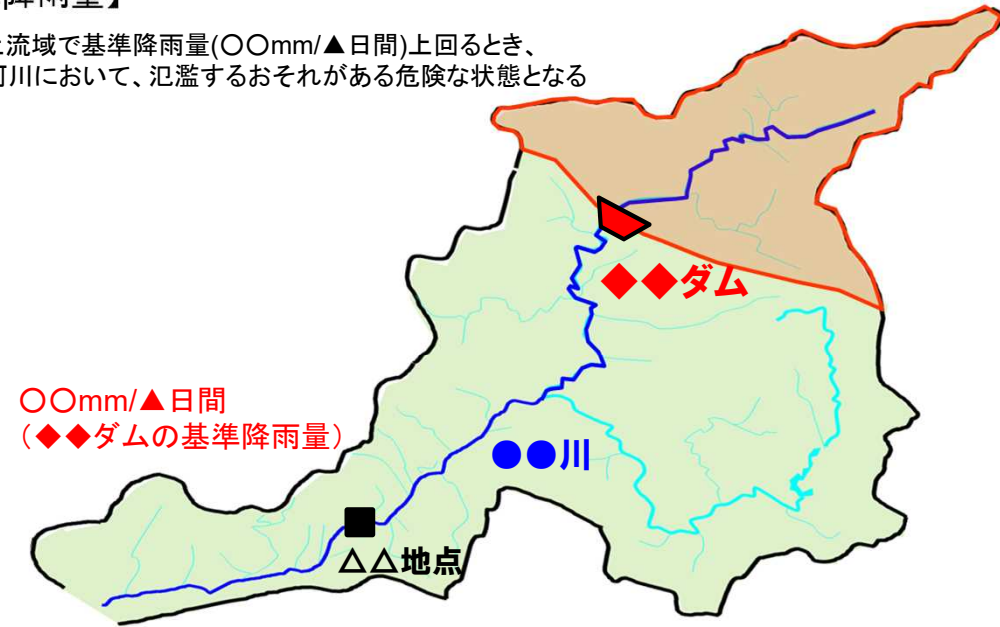 降雨量】
上流域で基準降雨量(〇〇mm/▲日間)上回るとき、
河川において、氾濫するおそれがある危険な状態となる
◆◆ダム
〇〇mm/▲日間
(◆◆ダムの基準降雨量)
●●川
△△地点